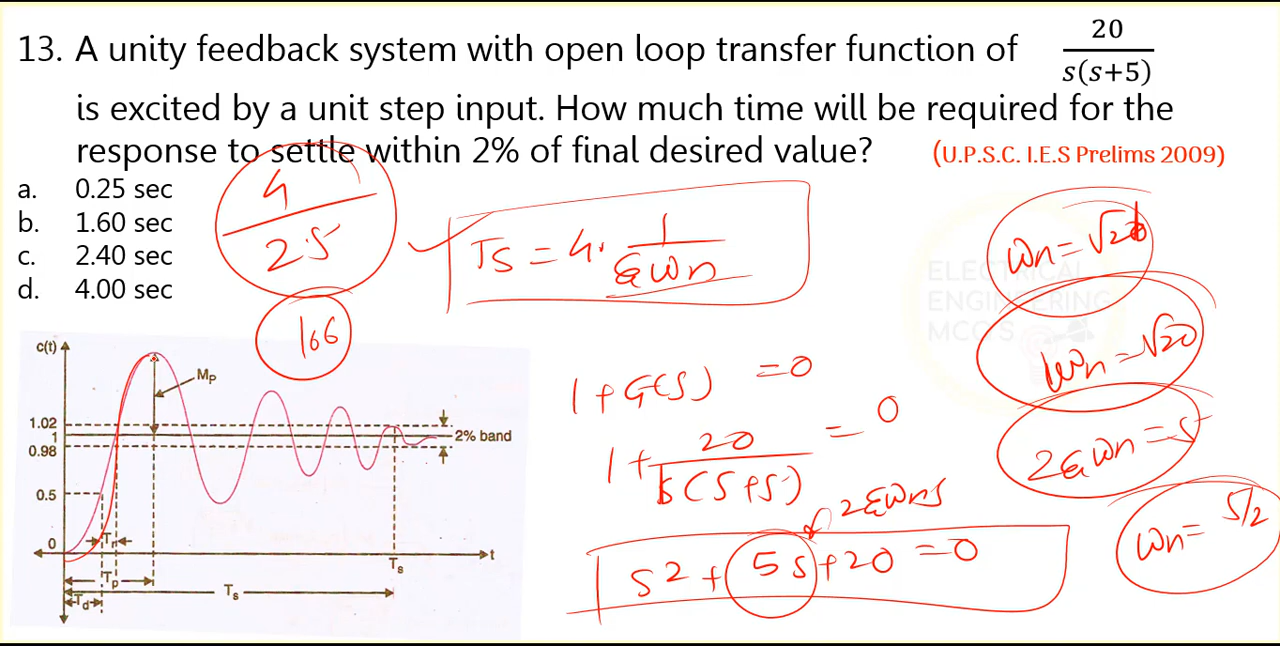 13. A unity feedback system with open loop transfer function of 20/s(s+5)
is excited by a unit step input. How much time will be required for the
response to settle within 2% of final desired value? (U.P.S.C. I.E.S Prelims 2009)
a. 0.25 sec
b. 1.60 sec
c. 2.40 sec
d. 4.00 sec
4/2.5
Ts = 4. 1/ξωn
ωn = √20
ELECTRICAL
ENGINEERING
MCQ'S
166
ωn = √20
1+G(S) = 0
1+ 20/S(S+5) = 0
2ξωn = 5
2ξωnS
S2+5S+20 = 0
ωn = 5/2
c(t)
Mp
1.02
1
0.98
2% band
0.5
0
Tr
t
Ts
Tp
Ts
Td